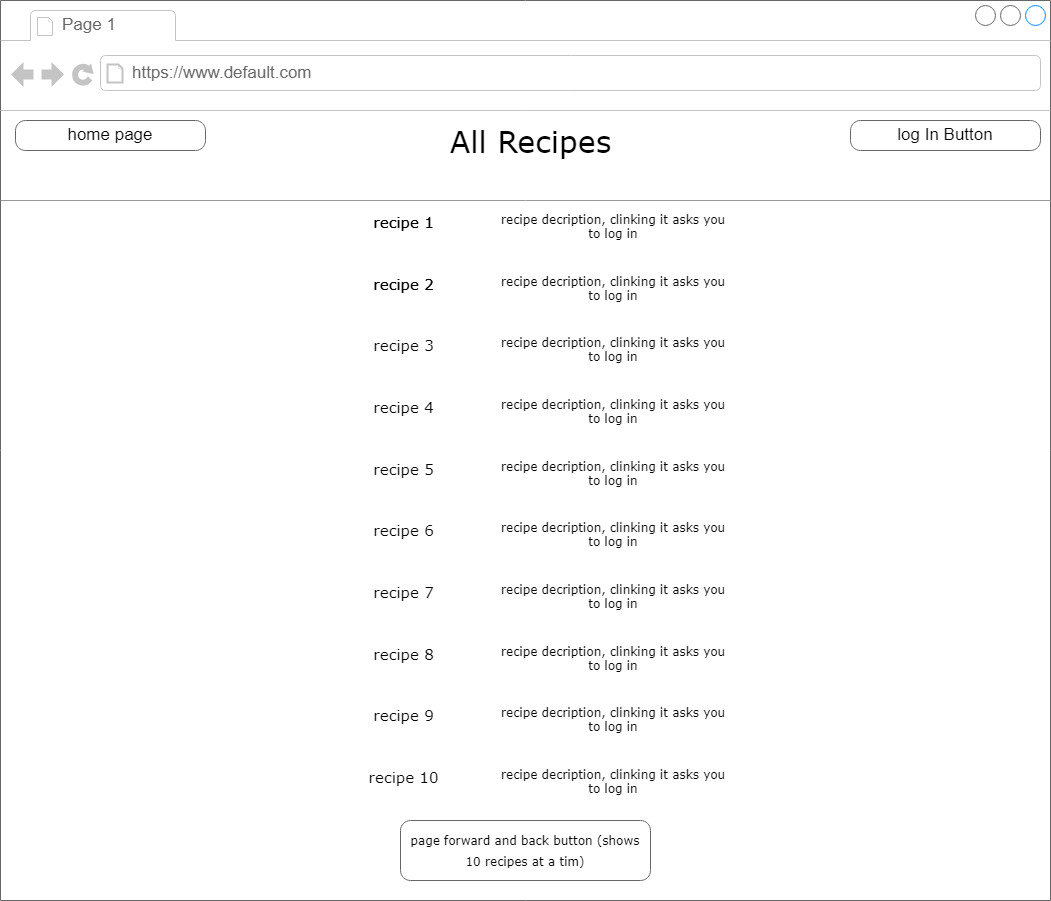 Page 1
https://www.default.com
home page
All Recipes
log In Button
recipe 1
recipe decription, clinking it asks you
to log in
recipe 2
recipe decription, clinking it asks you
to log in
recipe 3
recipe decription, clinking it asks you
to log in
recipe 4
recipe decription, clinking it asks you
to log in
recipe 5
recipe decription, clinking it asks you
to log in
recipe 6
recipe decription, clinking it asks you
to log in
recipe 7
recipe decription, clinking it asks you
to log in
recipe 8
recipe decription, clinking it asks you
to log in
recipe 9
recipe decription, clinking it asks you
to log in
recipe 10
recipe decription, clinking it asks you
to log in
page forward and back button (shows
10 recipes at a tim)